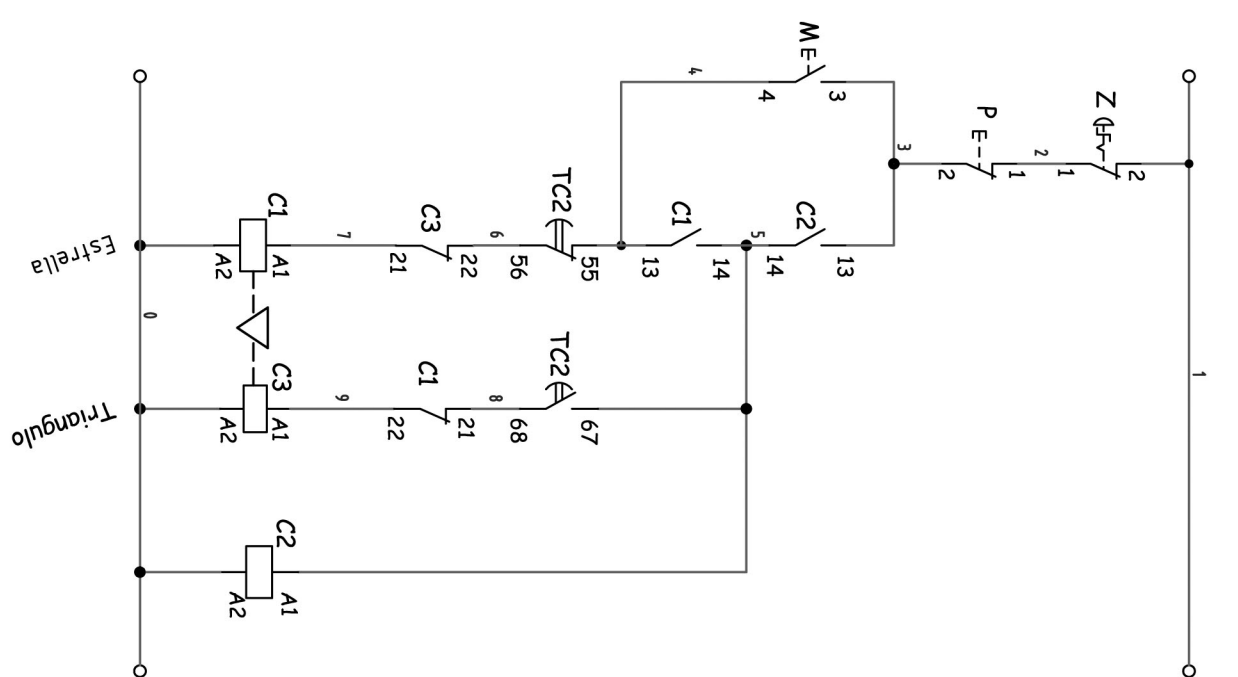 1
2
Z
1
2
1
P
2
3
3 13
M C2
4 14
5
14
4
C1
13
55 67
TC2 TC2
56 68
6 8
22 21
C3 C1
21 22
7 9
C1 C3 C2
A1 A1 A1
A2 A2 A2
0
Estrella Triangulo